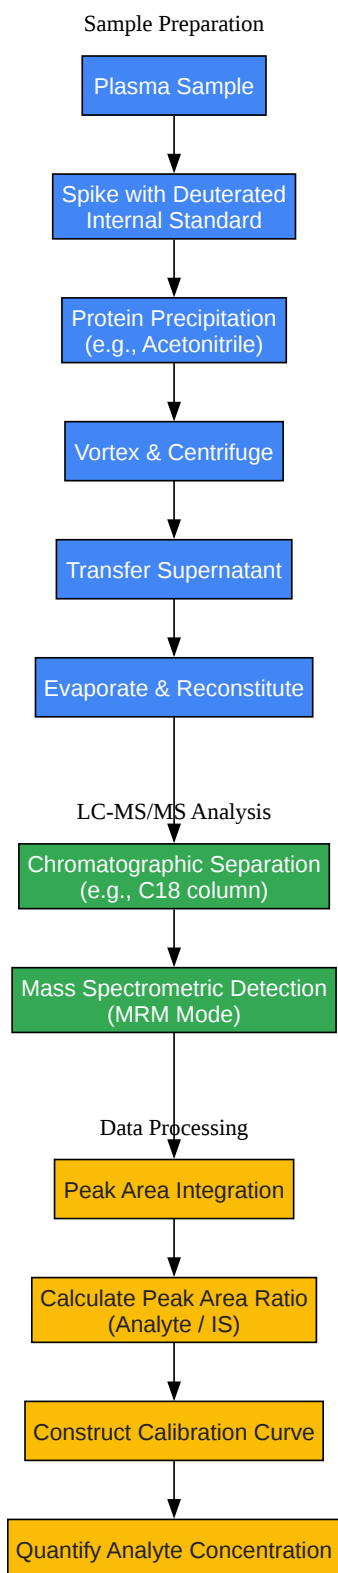 Sample Preparation
Plasma Sample
Spike with Deuterated
Internal Standard
Protein Precipitation
(e.g., Acetonitrile)
Vortex & Centrifuge
Transfer Supernatant
Evaporate & Reconstitute
LC-MS/MS Analysis
Chromatographic Separation
(e.g., C18 column)
Mass Spectrometric Detection
(MRM Mode)
Data Processing
Peak Area Integration
Calculate Peak Area Ratio
(Analyte / IS)
Construct Calibration Curve
Quantify Analyte Concentration